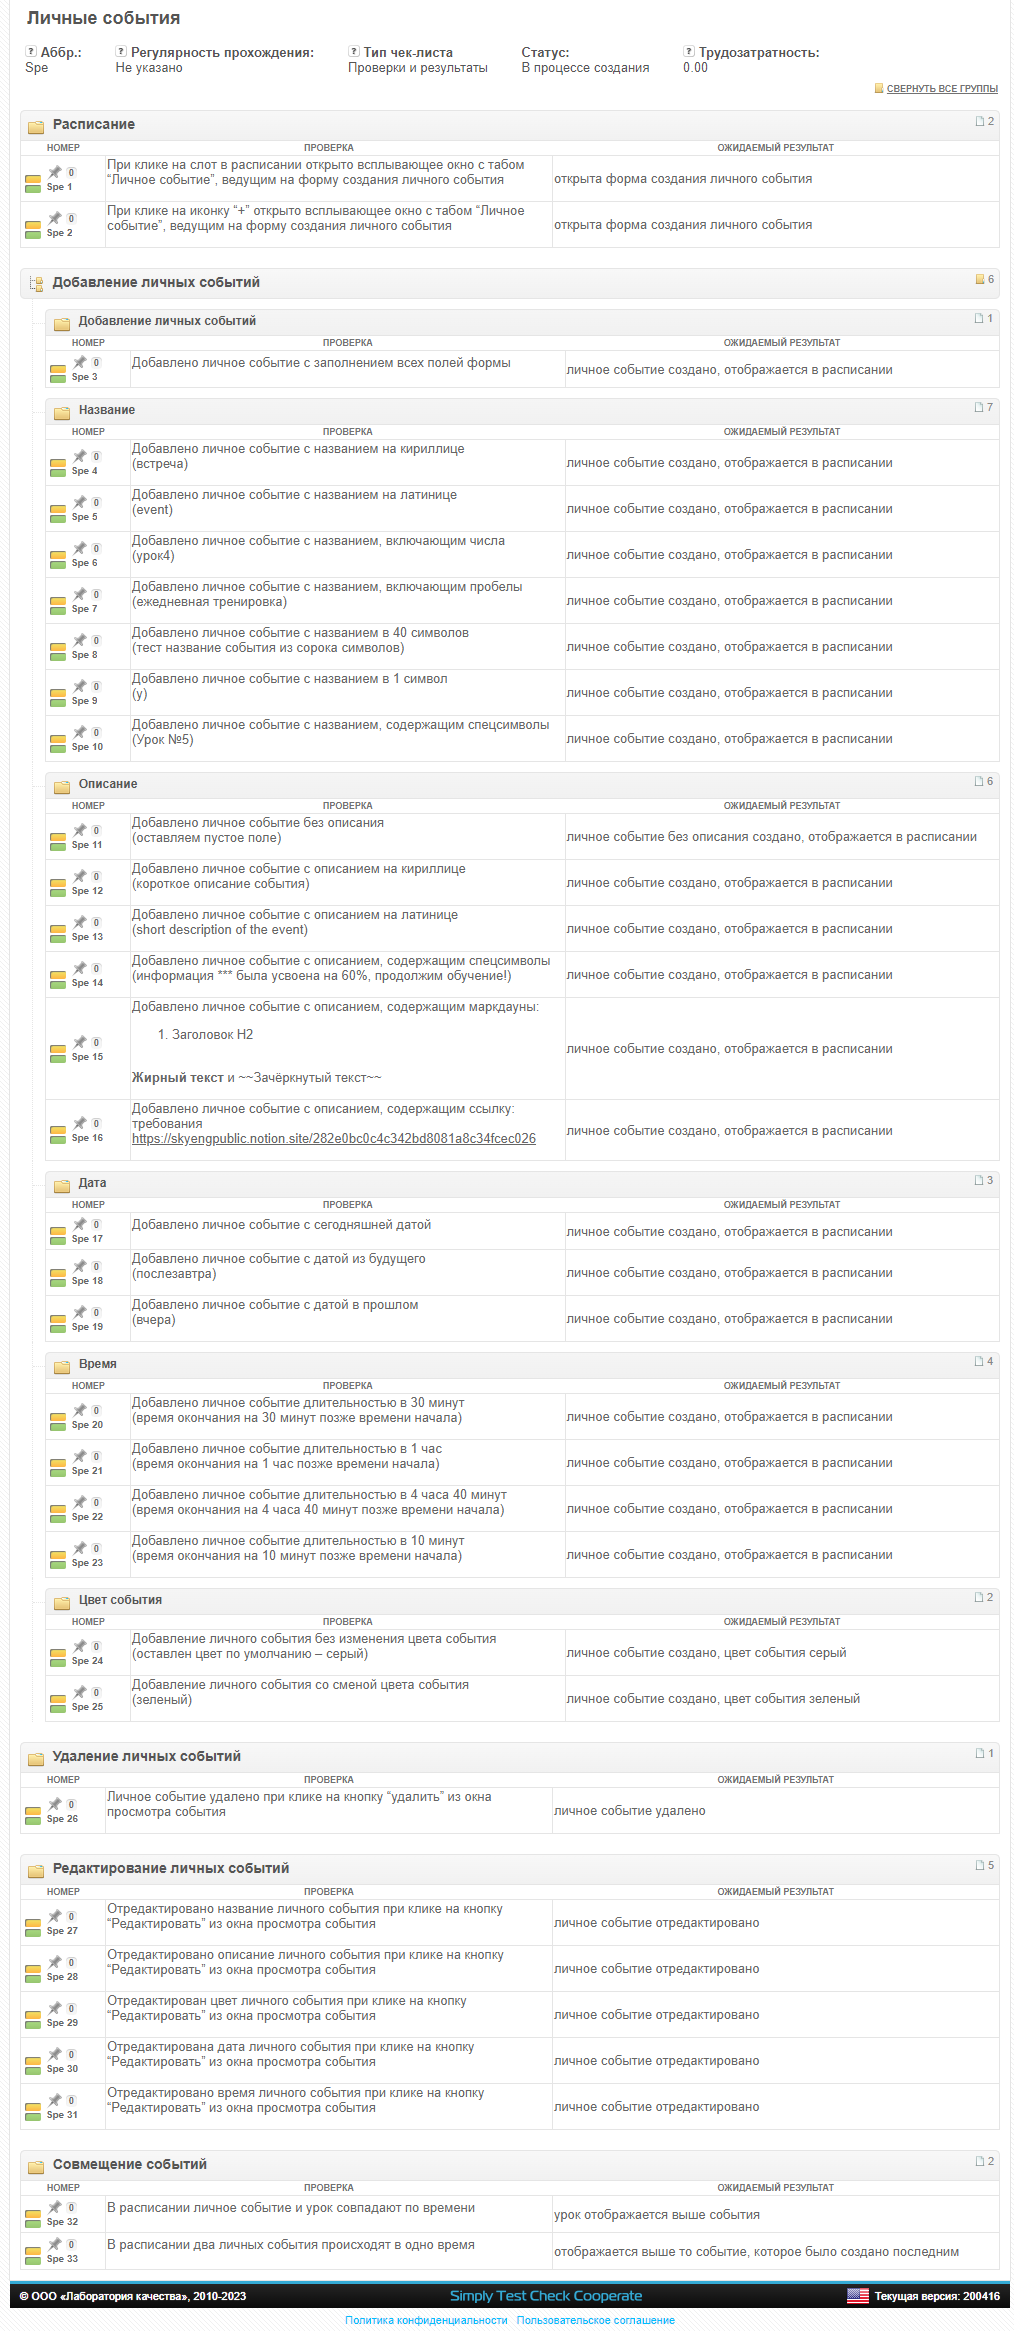 Личные события
Аббр.: Регулярность прохождения: Тип чек-листа Статус: Трудозатратность:
Spe Не указано Проверки и результаты В процессе создания 0.00
СВЕРНУТЬ ВСЕ ГРУППЫ
Расписание 2
НОМЕР ПРОВЕРКА ОЖИДАЕМЫЙ РЕЗУЛЬТАТ
При клике на слот в расписании открыто всплывающее окно с табом
“Личное событие”, ведущим на форму создания личного события
0 Spe 1 открыта форма создания личного события
При клике на иконку “+” открыто всплывающее окно с табом “Личное
событие”, ведущим на форму создания личного события
0 Spe 2 открыта форма создания личного события
Добавление личных событий 6
Добавление личных событий 1
НОМЕР ПРОВЕРКА ОЖИДАЕМЫЙ РЕЗУЛЬТАТ
0 Spe 3 Добавлено личное событие с заполнением всех полей формы личное событие создано, отображается в расписании
Название 7
НОМЕР ПРОВЕРКА ОЖИДАЕМЫЙ РЕЗУЛЬТАТ
Добавлено личное событие с названием на кириллице
(встреча)
0 Spe 4 личное событие создано, отображается в расписании
Добавлено личное событие с названием на латинице
(event)
0 Spe 5 личное событие создано, отображается в расписании
Добавлено личное событие с названием, включающим числа
(урок4)
0 Spe 6 личное событие создано, отображается в расписании
Добавлено личное событие с названием, включающим пробелы
(ежедневная тренировка)
0 Spe 7 личное событие создано, отображается в расписании
Добавлено личное событие с названием в 40 символов
(тест название события из сорока символов)
0 Spe 8 личное событие создано, отображается в расписании
Добавлено личное событие с названием в 1 символ
(у)
0 Spe 9 личное событие создано, отображается в расписании
Добавлено личное событие с названием, содержащим спецсимволы
(Урок №5)
0 Spe 10 личное событие создано, отображается в расписании
Описание 6
НОМЕР ПРОВЕРКА ОЖИДАЕМЫЙ РЕЗУЛЬТАТ
Добавлено личное событие без описания
(оставляем пустое поле)
0 Spe 11 личное событие без описания создано, отображается в расписании
Добавлено личное событие с описанием на кириллице
(короткое описание события)
0 Spe 12 личное событие создано, отображается в расписании
Добавлено личное событие с описанием на латинице
(short description of the event)
0 Spe 13 личное событие создано, отображается в расписании
Добавлено личное событие с описанием, содержащим спецсимволы
(информация *** была усвоена на 60%, продолжим обучение!)
0 Spe 14 личное событие создано, отображается в расписании
Добавлено личное событие с описанием, содержащим маркдауны:
1. Заголовок H2
0 Spe 15 личное событие создано, отображается в расписании
Жирный текст и ~~Зачёркнутый текст~~
Добавлено личное событие с описанием, содержащим ссылку:
требования
https://skyengpublic.notion.site/282e0bc0c4c342bd8081a8c34fcec026
0 Spe 16 личное событие создано, отображается в расписании
Дата 3
НОМЕР ПРОВЕРКА ОЖИДАЕМЫЙ РЕЗУЛЬТАТ
0 Spe 17 Добавлено личное событие с сегодняшней датой личное событие создано, отображается в расписании
Добавлено личное событие с датой из будущего
(послезавтра)
0 Spe 18 личное событие создано, отображается в расписании
Добавлено личное событие с датой в прошлом
(вчера)
0 Spe 19 личное событие создано, отображается в расписании
Время 4
НОМЕР ПРОВЕРКА ОЖИДАЕМЫЙ РЕЗУЛЬТАТ
Добавлено личное событие длительностью в 30 минут
(время окончания на 30 минут позже времени начала)
0 Spe 20 личное событие создано, отображается в расписании
Добавлено личное событие длительностью в 1 час
(время окончания на 1 час позже времени начала)
0 Spe 21 личное событие создано, отображается в расписании
Добавлено личное событие длительностью в 4 часа 40 минут
(время окончания на 4 часа 40 минут позже времени начала)
0 Spe 22 личное событие создано, отображается в расписании
Добавлено личное событие длительностью в 10 минут
(время окончания на 10 минут позже времени начала)
0 Spe 23 личное событие создано, отображается в расписании
Цвет события 2
НОМЕР ПРОВЕРКА ОЖИДАЕМЫЙ РЕЗУЛЬТАТ
Добавление личного события без изменения цвета события
(оставлен цвет по умолчанию – серый)
0 Spe 24 личное событие создано, цвет события серый
Добавление личного события со сменой цвета события
(зеленый)
0 Spe 25 личное событие создано, цвет события зеленый
Удаление личных событий 1
НОМЕР ПРОВЕРКА ОЖИДАЕМЫЙ РЕЗУЛЬТАТ
Личное событие удалено при клике на кнопку “удалить” из окна
просмотра события
0 Spe 26 личное событие удалено
Редактирование личных событий 5
НОМЕР ПРОВЕРКА ОЖИДАЕМЫЙ РЕЗУЛЬТАТ
Отредактировано название личного события при клике на кнопку
“Редактировать” из окна просмотра события
0 Spe 27 личное событие отредактировано
Отредактировано описание личного события при клике на кнопку
“Редактировать” из окна просмотра события
0 Spe 28 личное событие отредактировано
Отредактирован цвет личного события при клике на кнопку
“Редактировать” из окна просмотра события
0 Spe 29 личное событие отредактировано
Отредактирована дата личного события при клике на кнопку
“Редактировать” из окна просмотра события
0 Spe 30 личное событие отредактировано
Отредактировано время личного события при клике на кнопку
“Редактировать” из окна просмотра события
0 Spe 31 личное событие отредактировано
Совмещение событий 2
НОМЕР ПРОВЕРКА ОЖИДАЕМЫЙ РЕЗУЛЬТАТ
0 Spe 32 В расписании личное событие и урок совпадают по времени урок отображается выше события
0 Spe 33 В расписании два личных события происходят в одно время отображается выше то событие, которое было создано последним
© ООО «Лаборатория качества», 2010-2023 Simply Test Check Cooperate Текущая версия: 200416
Политика конфиденциальности Пользовательское соглашение